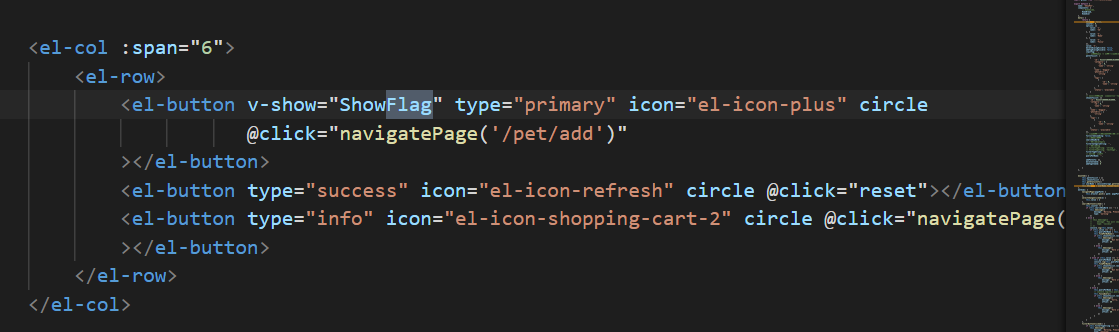 <el-col :span="6">
<el-row>
<el-button v-show="ShowFlag" type="primary" icon="el-icon-plus" circle
@click="navigatePage('/pet/add')"
></el-button>
<el-button type="success" icon="el-icon-refresh" circle @click="reset"></el-button
<el-button type="info" icon="el-icon-shopping-cart-2" circle @click="navigatePage(
></el-button>
</el-row>
</el-col>